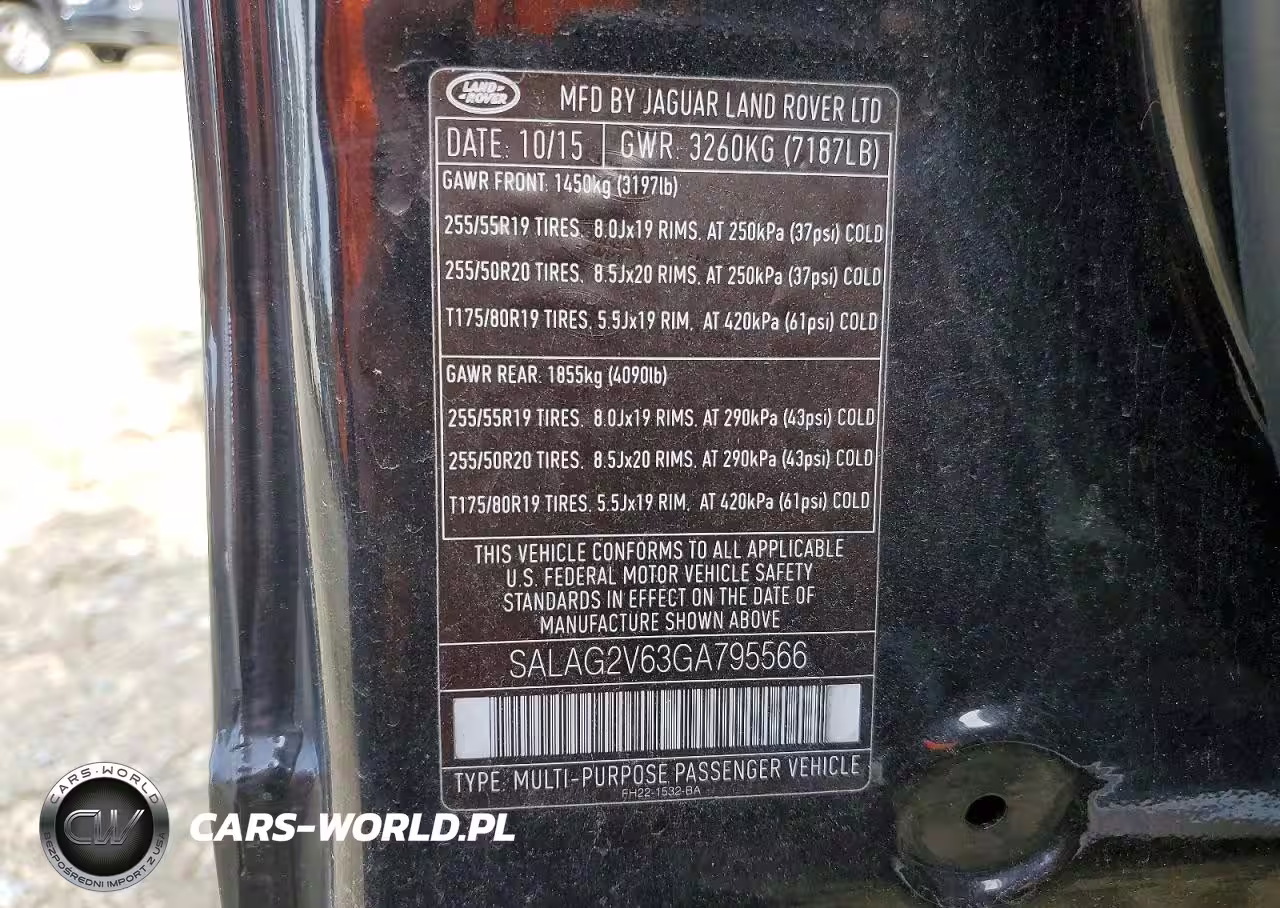 LAND-
-ROVER
MFD BY JAGUAR LAND ROVER LTD
DATE: 10/15 GWR: 3260KG (7187LB)
GAWR FRONT: 1450kg (3197lb)
255/55R19 TIRES, 8.0Jx19 RIMS, AT 250kPa (37psi) COLD
255/50R20 TIRES, 8.5Jx20 RIMS, AT 250kPa (37psi) COLD
T175/80R19 TIRES, 5.5Jx19 RIM, AT 420kPa (61psi) COLD
GAWR REAR: 1855kg (4090lb)
255/55R19 TIRES, 8.0Jx19 RIMS, AT 290kPa (43psi) COLD
255/50R20 TIRES, 8.5Jx20 RIMS, AT 290kPa (43psi) COLD
T175/80R19 TIRES, 5.5Jx19 RIM, AT 420kPa (61psi) COLD
THIS VEHICLE CONFORMS TO ALL APPLICABLE
U.S. FEDERAL MOTOR VEHICLE SAFETY
STANDARDS IN EFFECT ON THE DATE OF
MANUFACTURE SHOWN ABOVE
SALAG2V63GA795566
TYPE: MULTI-PURPOSE PASSENGER VEHICLE
FH22-1532-BA
CARS-WORLD
CW
BEZPOŚREDNI IMPORT Z USA
CARS-WORLD.PL